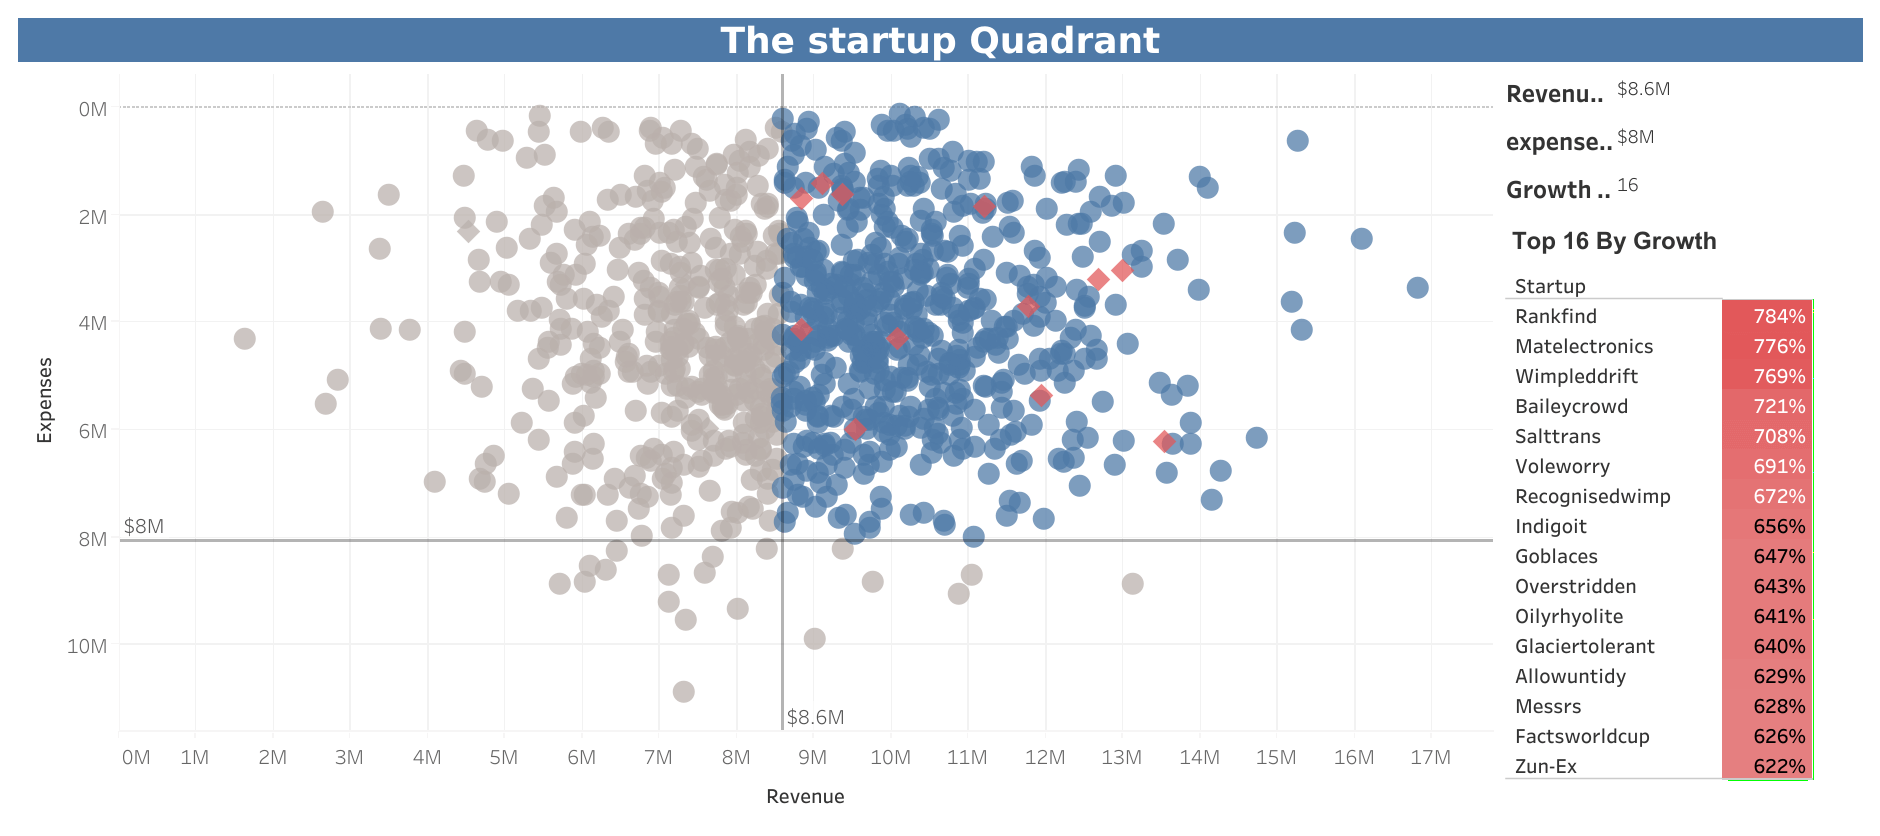 The startup Quadrant
0M
2M
4M
6M
8M
10M
Expenses
$8M
$8.6M
0M 1M 2M 3M 4M 5M 6M 7M 8M 9M 10M 11M 12M 13M 14M 15M 16M 17M
Revenue
Revenu.. $8.6M
expense.. $8M
Growth .. 16
Top 16 By Growth
Startup
Rankfind 784%
Matelectronics 776%
Wimpleddrift 769%
Baileycrowd 721%
Salttrans 708%
Voleworry 691%
Recognisedwimp 672%
Indigoit 656%
Goblaces 647%
Overstridden 643%
Oilyrhyolite 641%
Glaciertolerant 640%
Allowuntidy 629%
Messrs 628%
Factsworldcup 626%
Zun-Ex 622%